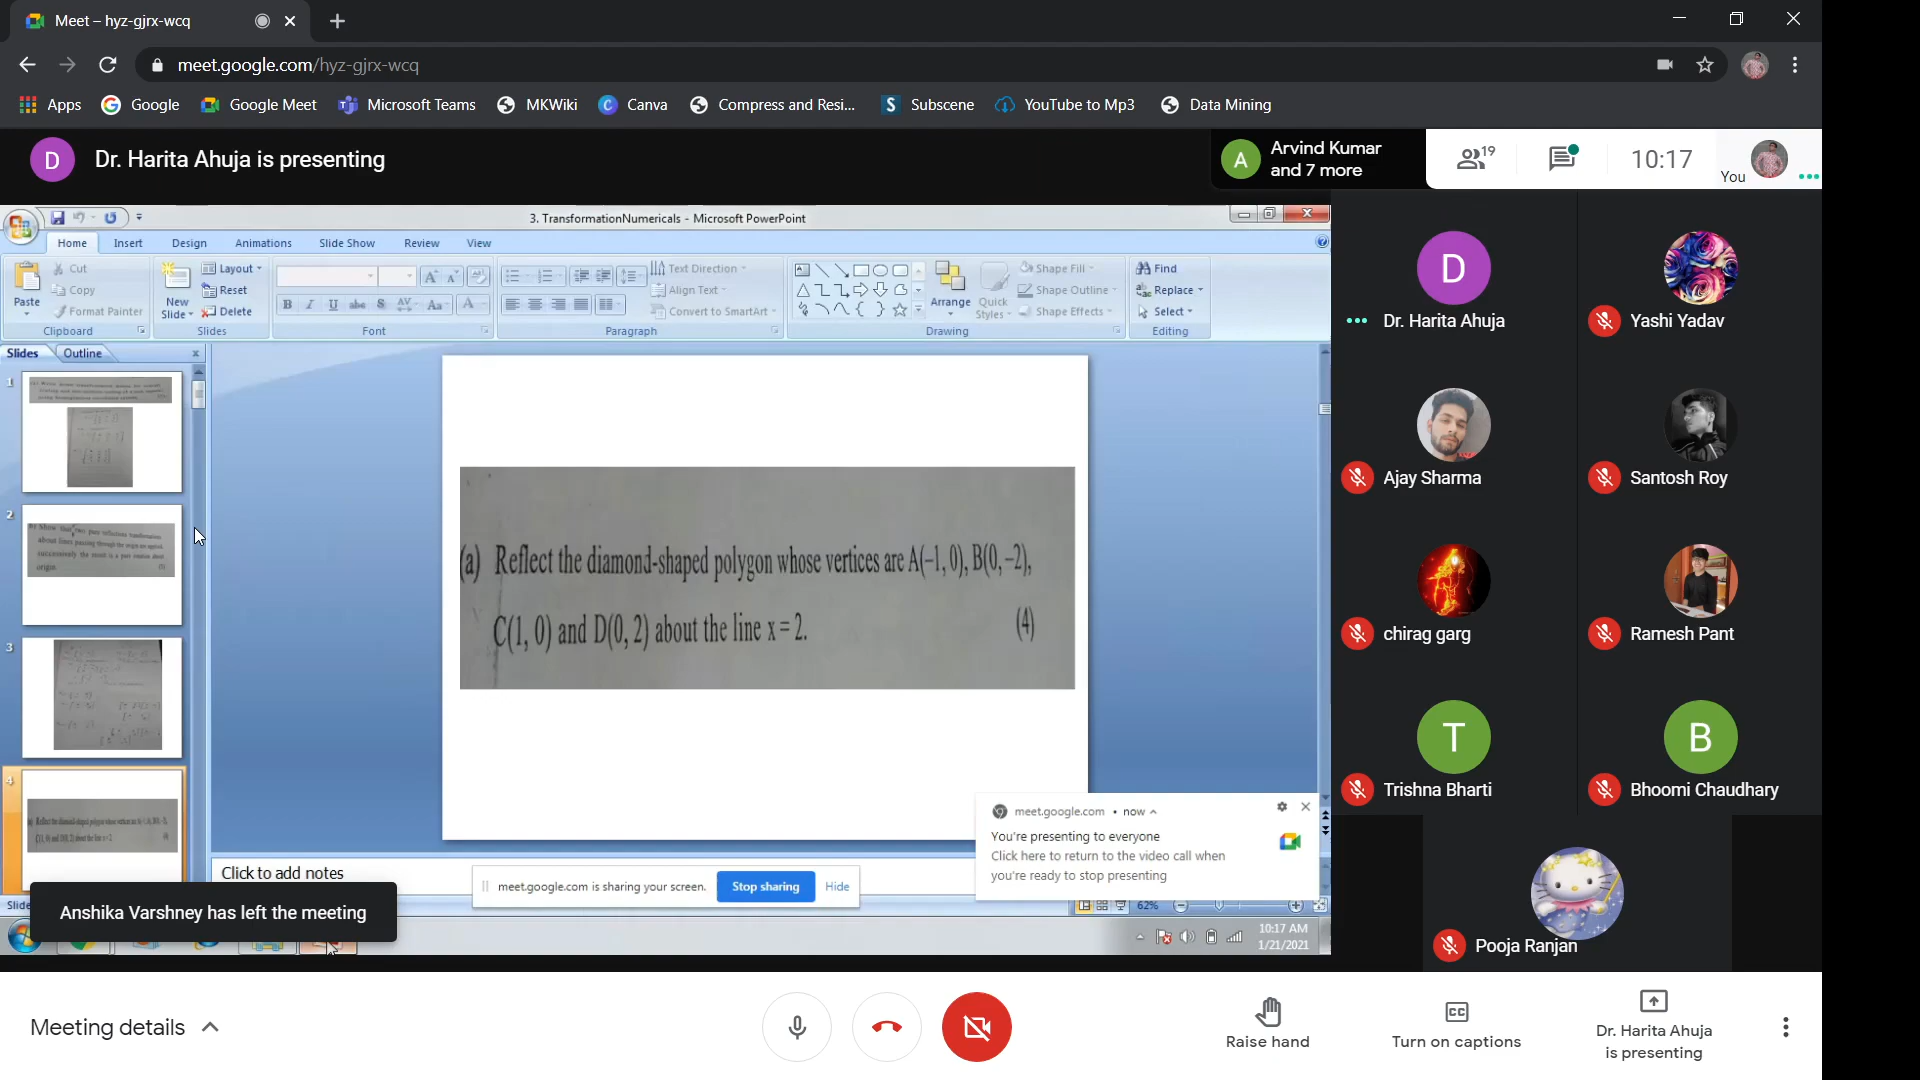 Meet – hyz-gjrx-wcq
meet.google.com/hyz-gjrx-wcq
Apps Google Google Meet Microsoft Teams MKWiki Canva Compress and Resi... Subscene YouTube to Mp3 Data Mining
D Dr. Harita Ahuja is presenting
A Arvind Kumar
and 7 more
19
10:17
You
3. TransformationNumericals - Microsoft PowerPoint
Home Insert Design Animations Slide Show Review View
Paste
Cut
Copy
Format Painter
Clipboard
New
Slide
Layout
Reset
Delete
Slides
Font
Text Direction
Align Text
Convert to SmartArt
Paragraph
Arrange
Quick
Styles
Shape Fill
Shape Outline
Shape Effects
Drawing
Find
Replace
Select
Editing
Slides Outline
1
2
3
4
(a) Reflect the diamond-shaped polygon whose vertices are A(–1, 0), B(0, –2),
C(1, 0) and D(0, 2) about the line x = 2. (4)
Click to add notes
meet.google.com is sharing your screen. Stop sharing Hide
meet.google.com • now
You're presenting to everyone
Click here to return to the video call when
you're ready to stop presenting
62%
10:17 AM
1/21/2021
Anshika Varshney has left the meeting
D
Dr. Harita Ahuja
Yashi Yadav
Ajay Sharma
Santosh Roy
chirag garg
Ramesh Pant
T
Trishna Bharti
B
Bhoomi Chaudhary
Pooja Ranjan
Meeting details
Raise hand
Turn on captions
Dr. Harita Ahuja
is presenting